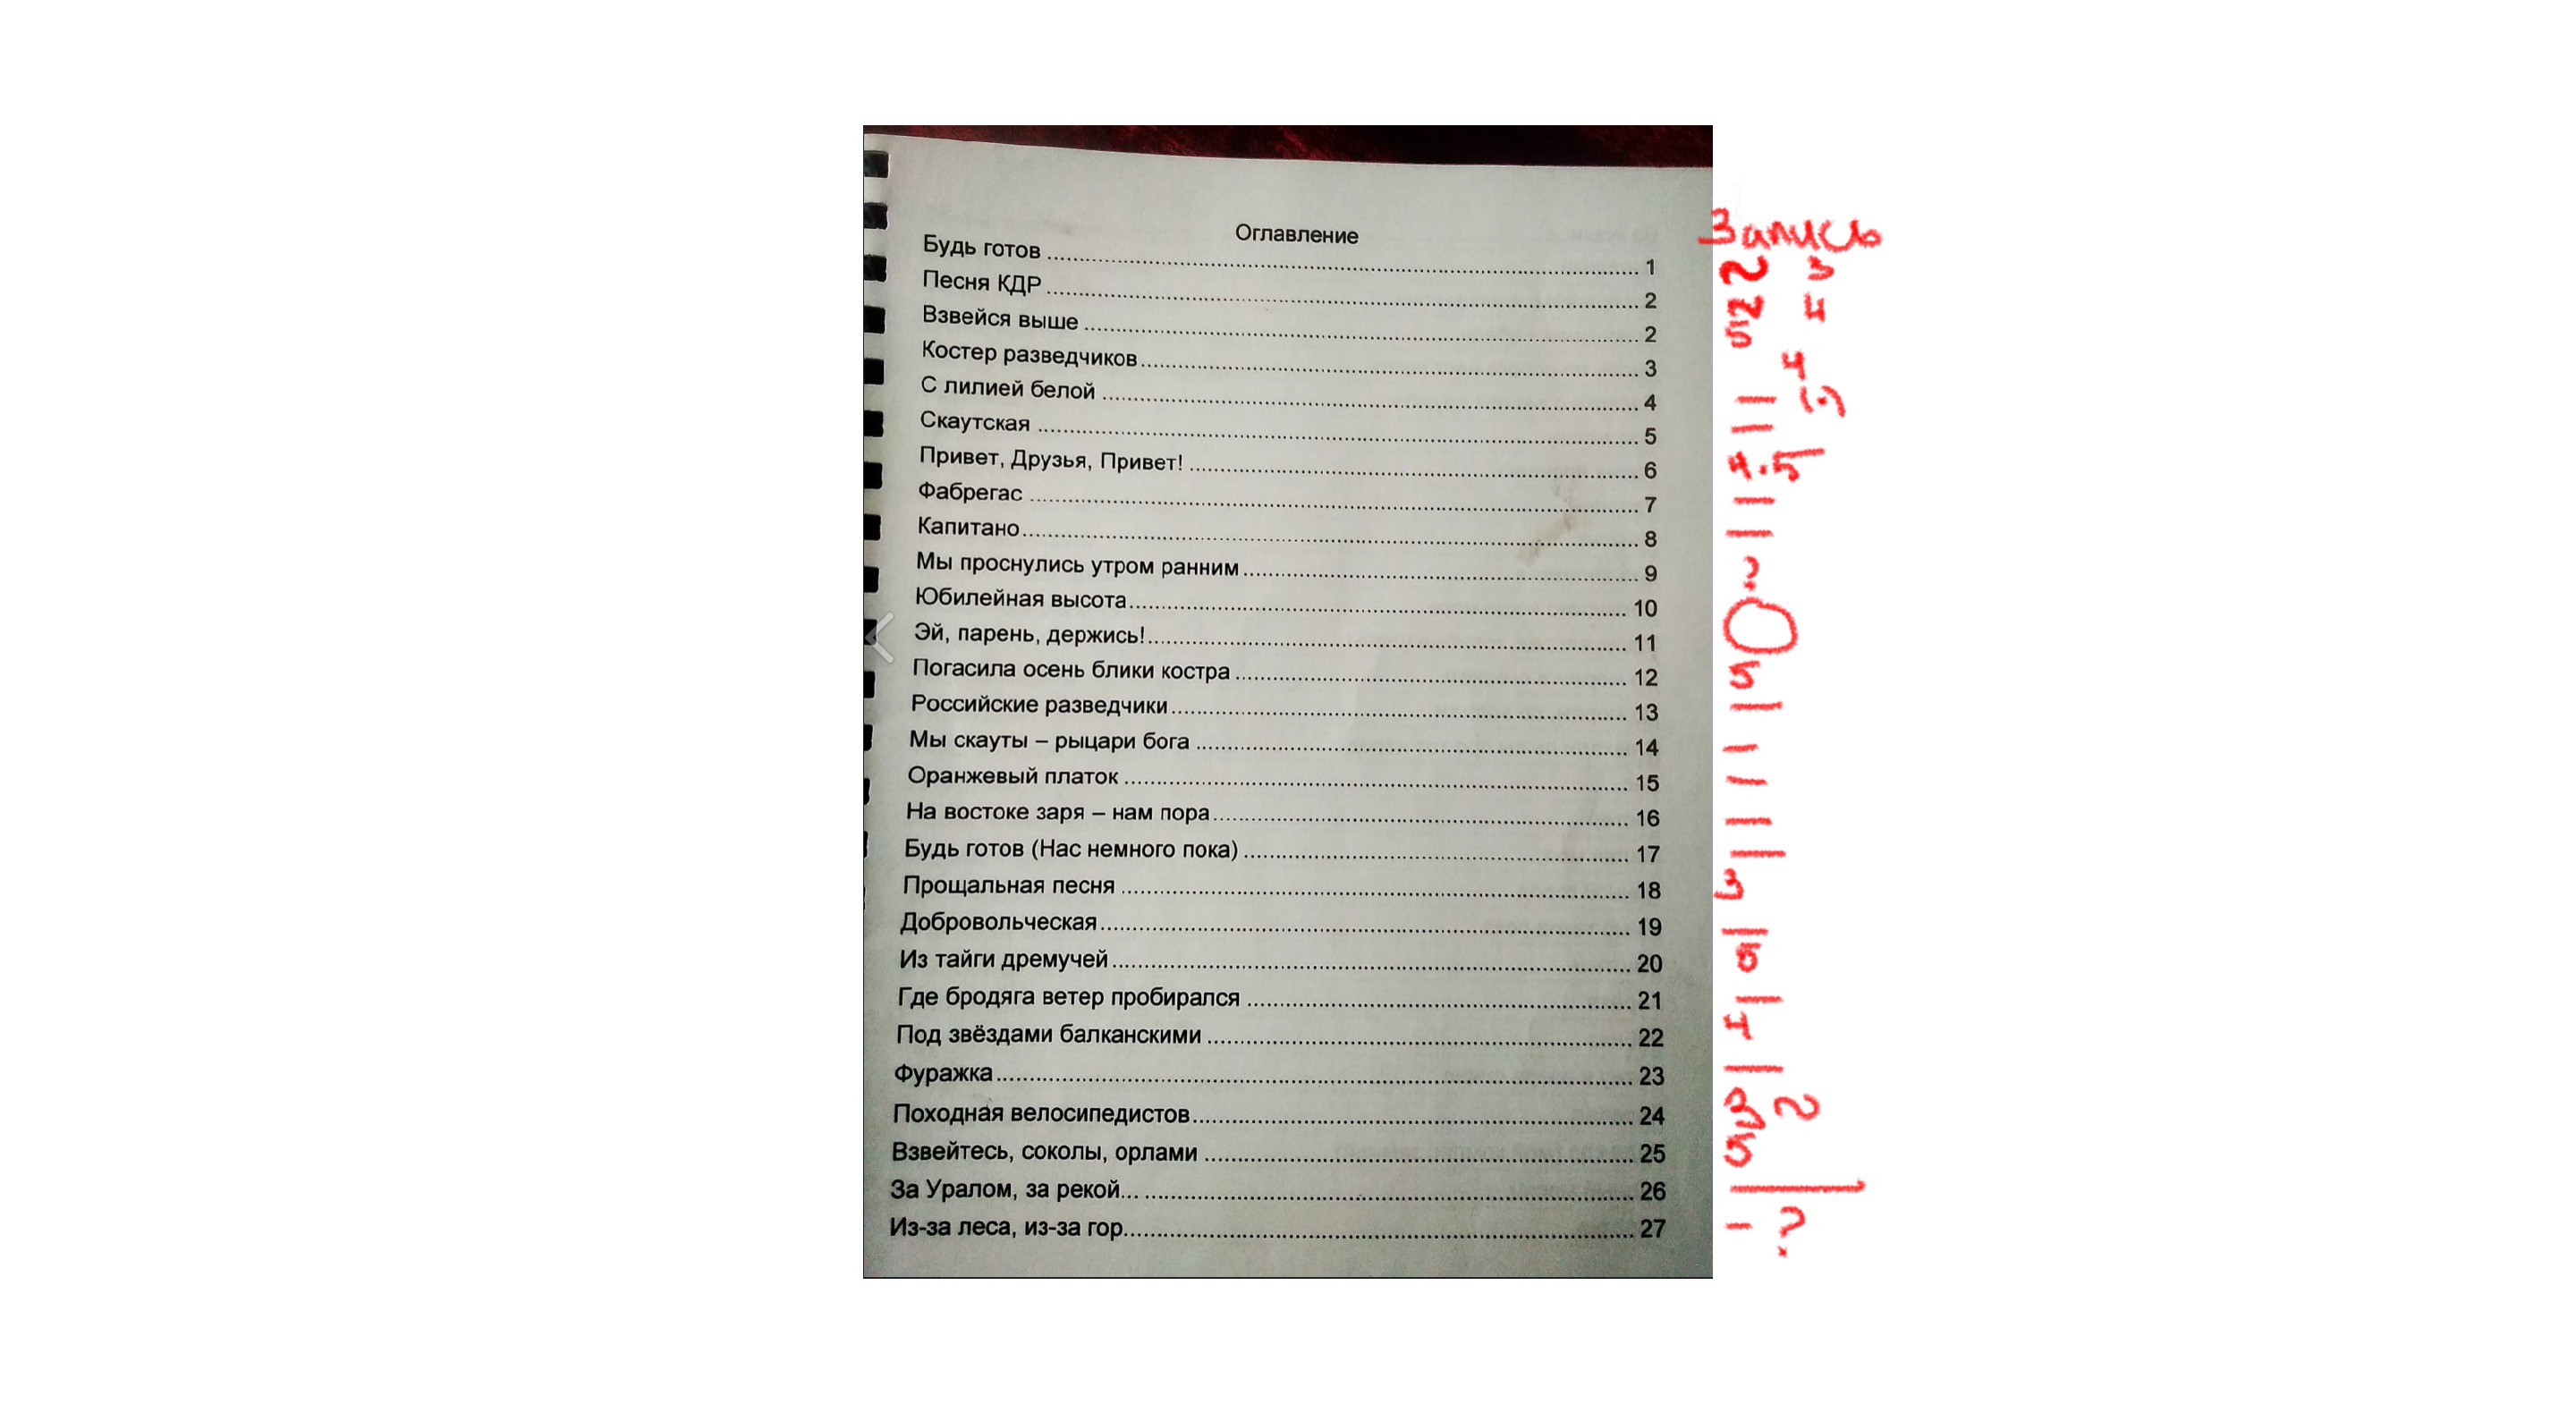 Оглавление
Запись
Будь готов ........ 1 2 3
Песня КДР ........ 2 2 4
Взвейся выше ........ 2 5
Костер разведчиков ........ 3 4
С лилией белой ........ 4 –
Скаутская ........ 5 –
Привет, Друзья, Привет! ........ 6 4.5
Фабрегас ........ 7 –
Капитано ........ 8 –
Мы проснулись утром ранним ........ 9 ?
Юбилейная высота ........ 10
Эй, парень, держись! ........ 11
Погасила осень блики костра ........ 12 5
Российские разведчики ........ 13 –
Мы скауты – рыцари бога ........ 14 –
Оранжевый платок ........ 15 –
На востоке заря – нам пора ........ 16 –
Будь готов (Нас немного пока) ........ 17 –
Прощальная песня ........ 18 3
Добровольческая ........ 19 –
Из тайги дремучей ........ 20 5
Где бродяга ветер пробирался ........ 21 –
Под звёздами балканскими ........ 22 4
Фуражка ........ 23 –
Походная велосипедистов ........ 24 3 2
Взвейтесь, соколы, орлами ........ 25 5
За Уралом, за рекой... ........ 26 –
Из-за леса, из-за гор ........ 27 – ?